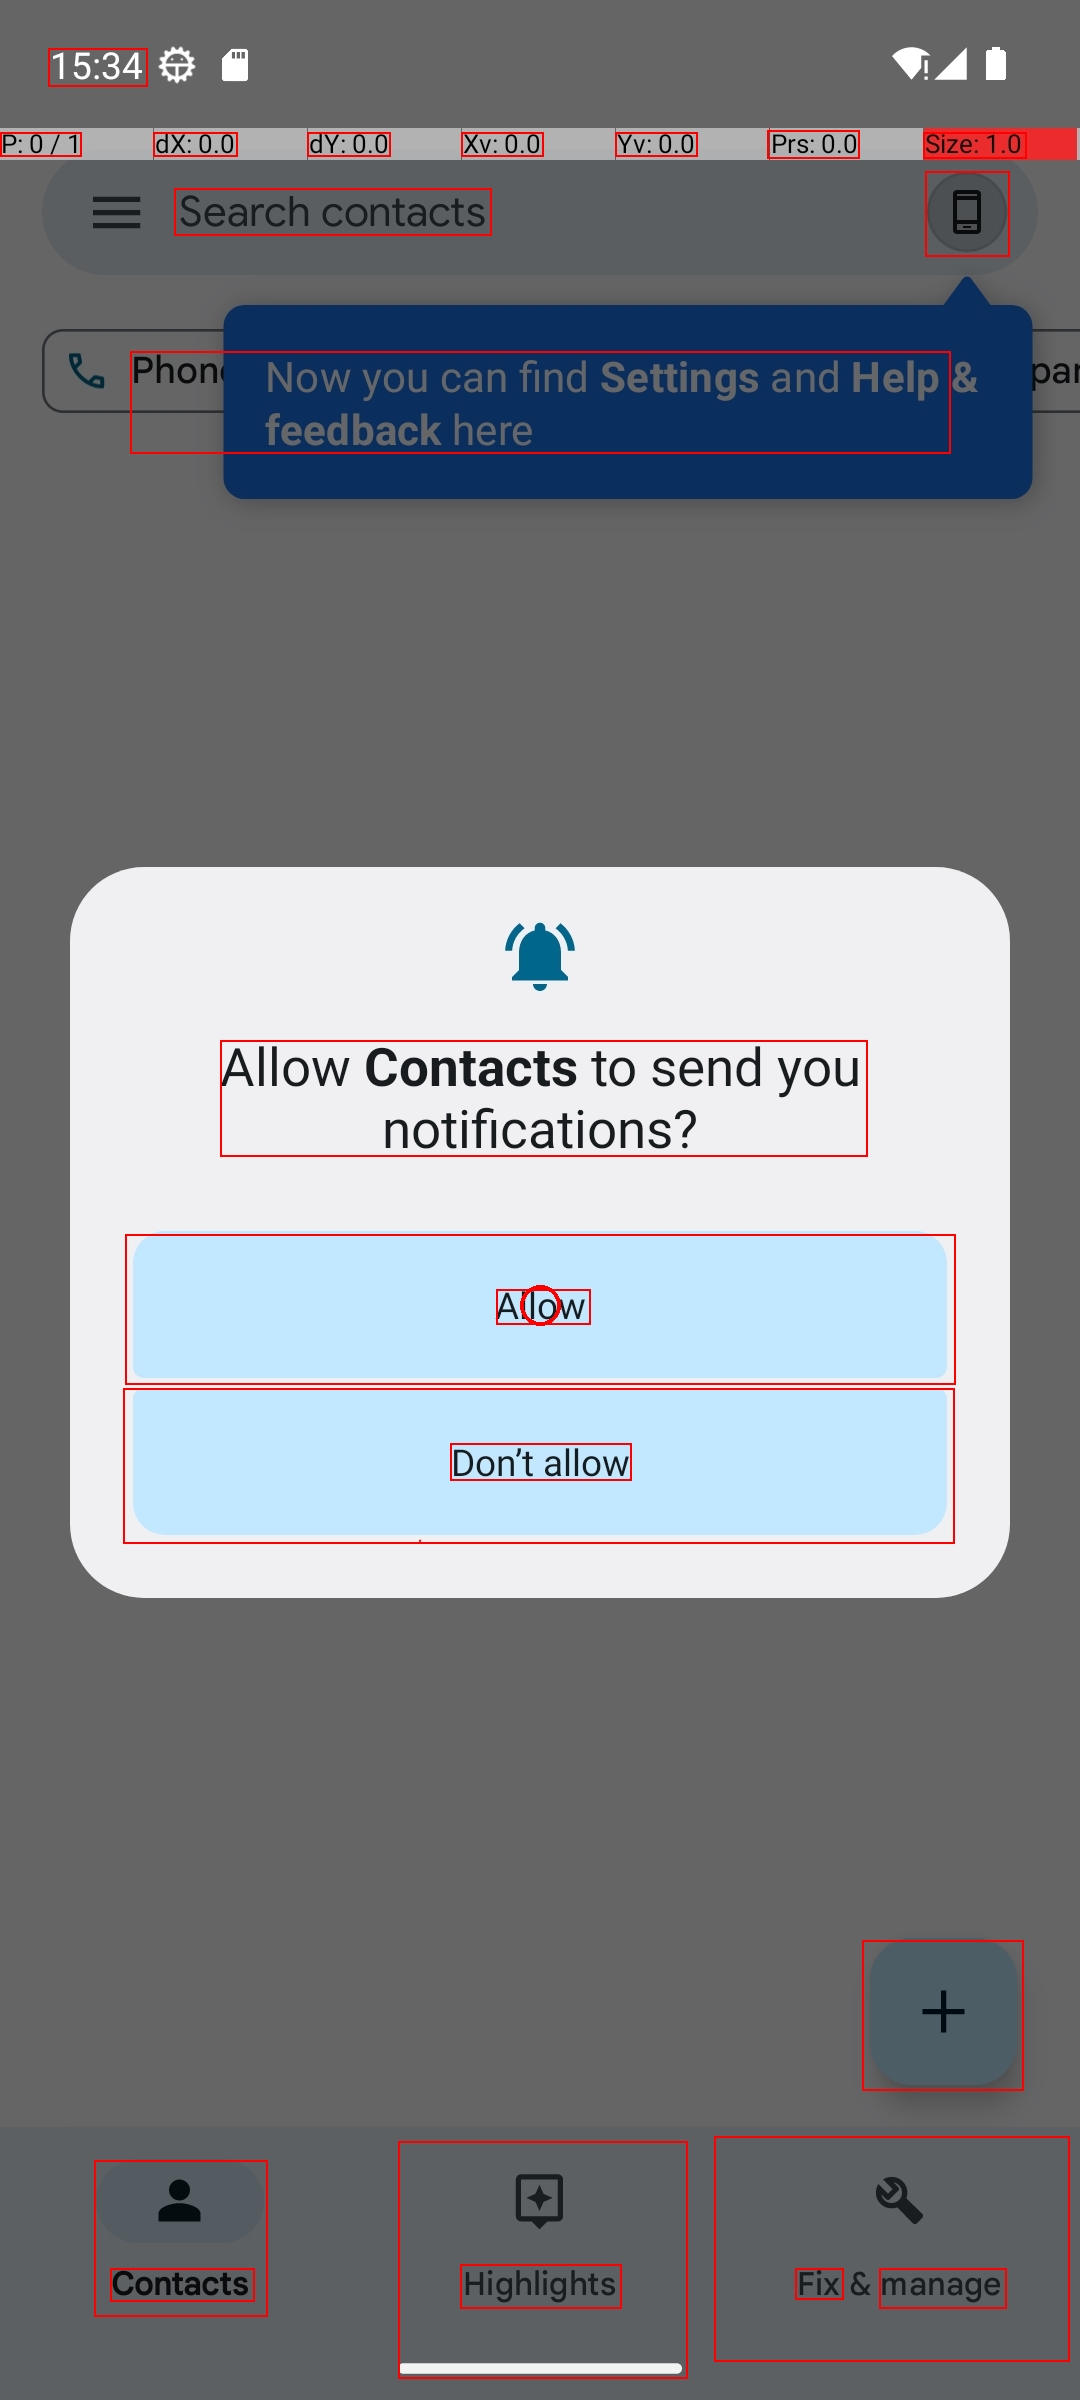 15:34
P: 0 / 1 dX: 0.0 dY: 0.0 Xv: 0.0 Yv: 0.0 Prs: 0.0 Size: 1.0
Search contacts
Now you can find Settings and Help &
feedback here
Allow Contacts to send you
notifications?
Allow
Don’t allow
Contacts Highlights Fix & manage